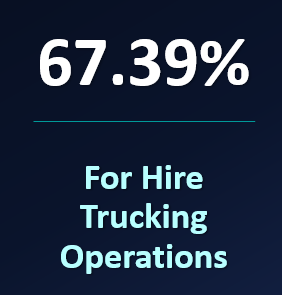 67.39%
For Hire
Trucking
Operations